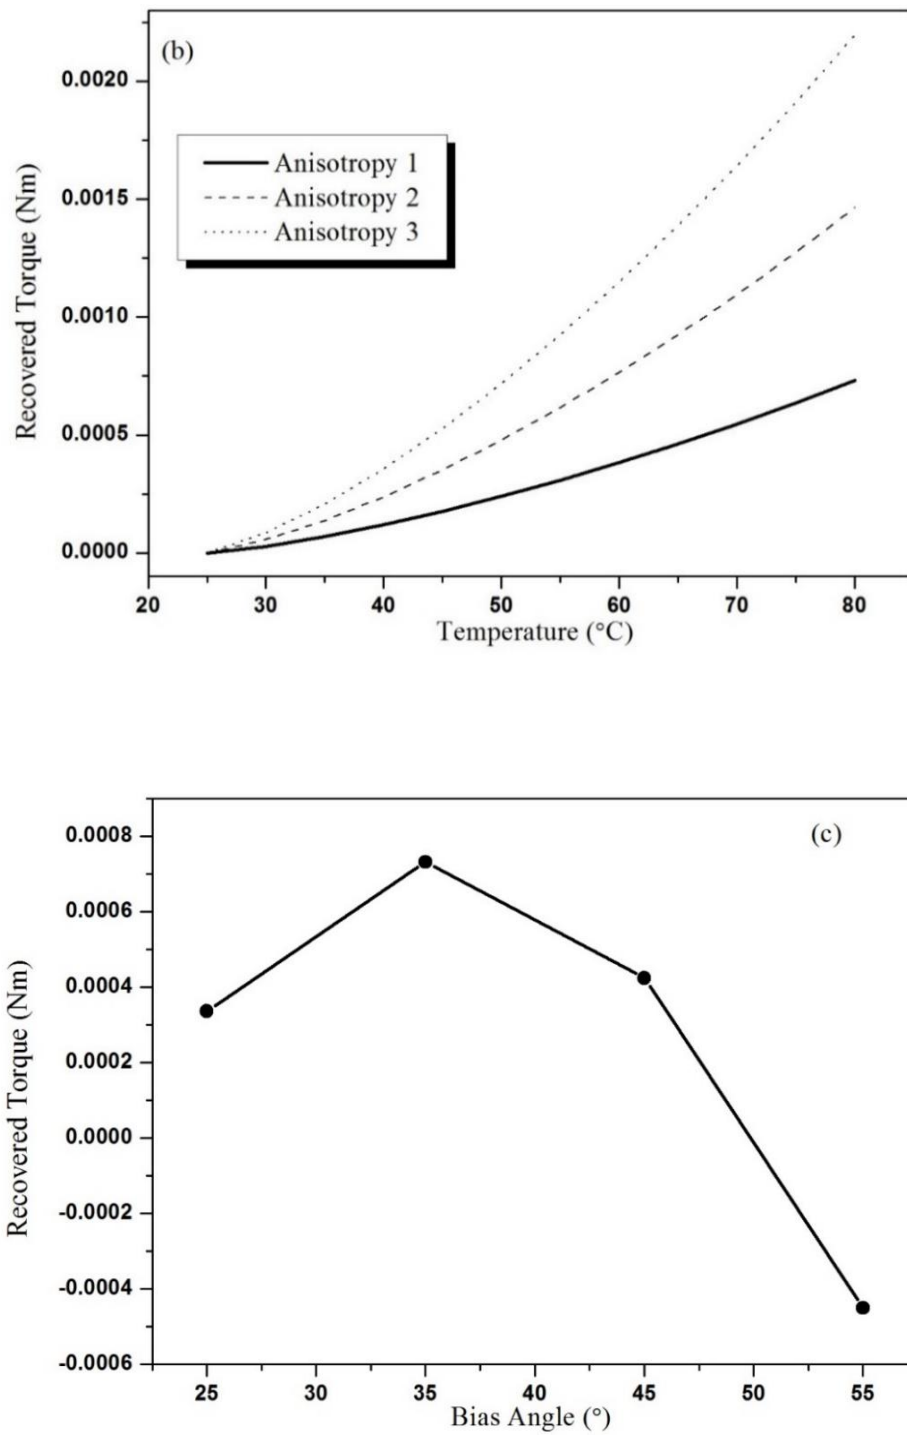 (b)
0.0020
0.0015
0.0010
0.0005
0.0000
Recovered Torque (Nm)
Anisotropy 1
Anisotropy 2
Anisotropy 3
20 30 40 50 60 70 80
Temperature (°C)
(c)
0.0008
0.0006
0.0004
0.0002
0.0000
-0.0002
-0.0004
-0.0006
Recovered Torque (Nm)
25 30 35 40 45 50 55
Bias Angle (°)